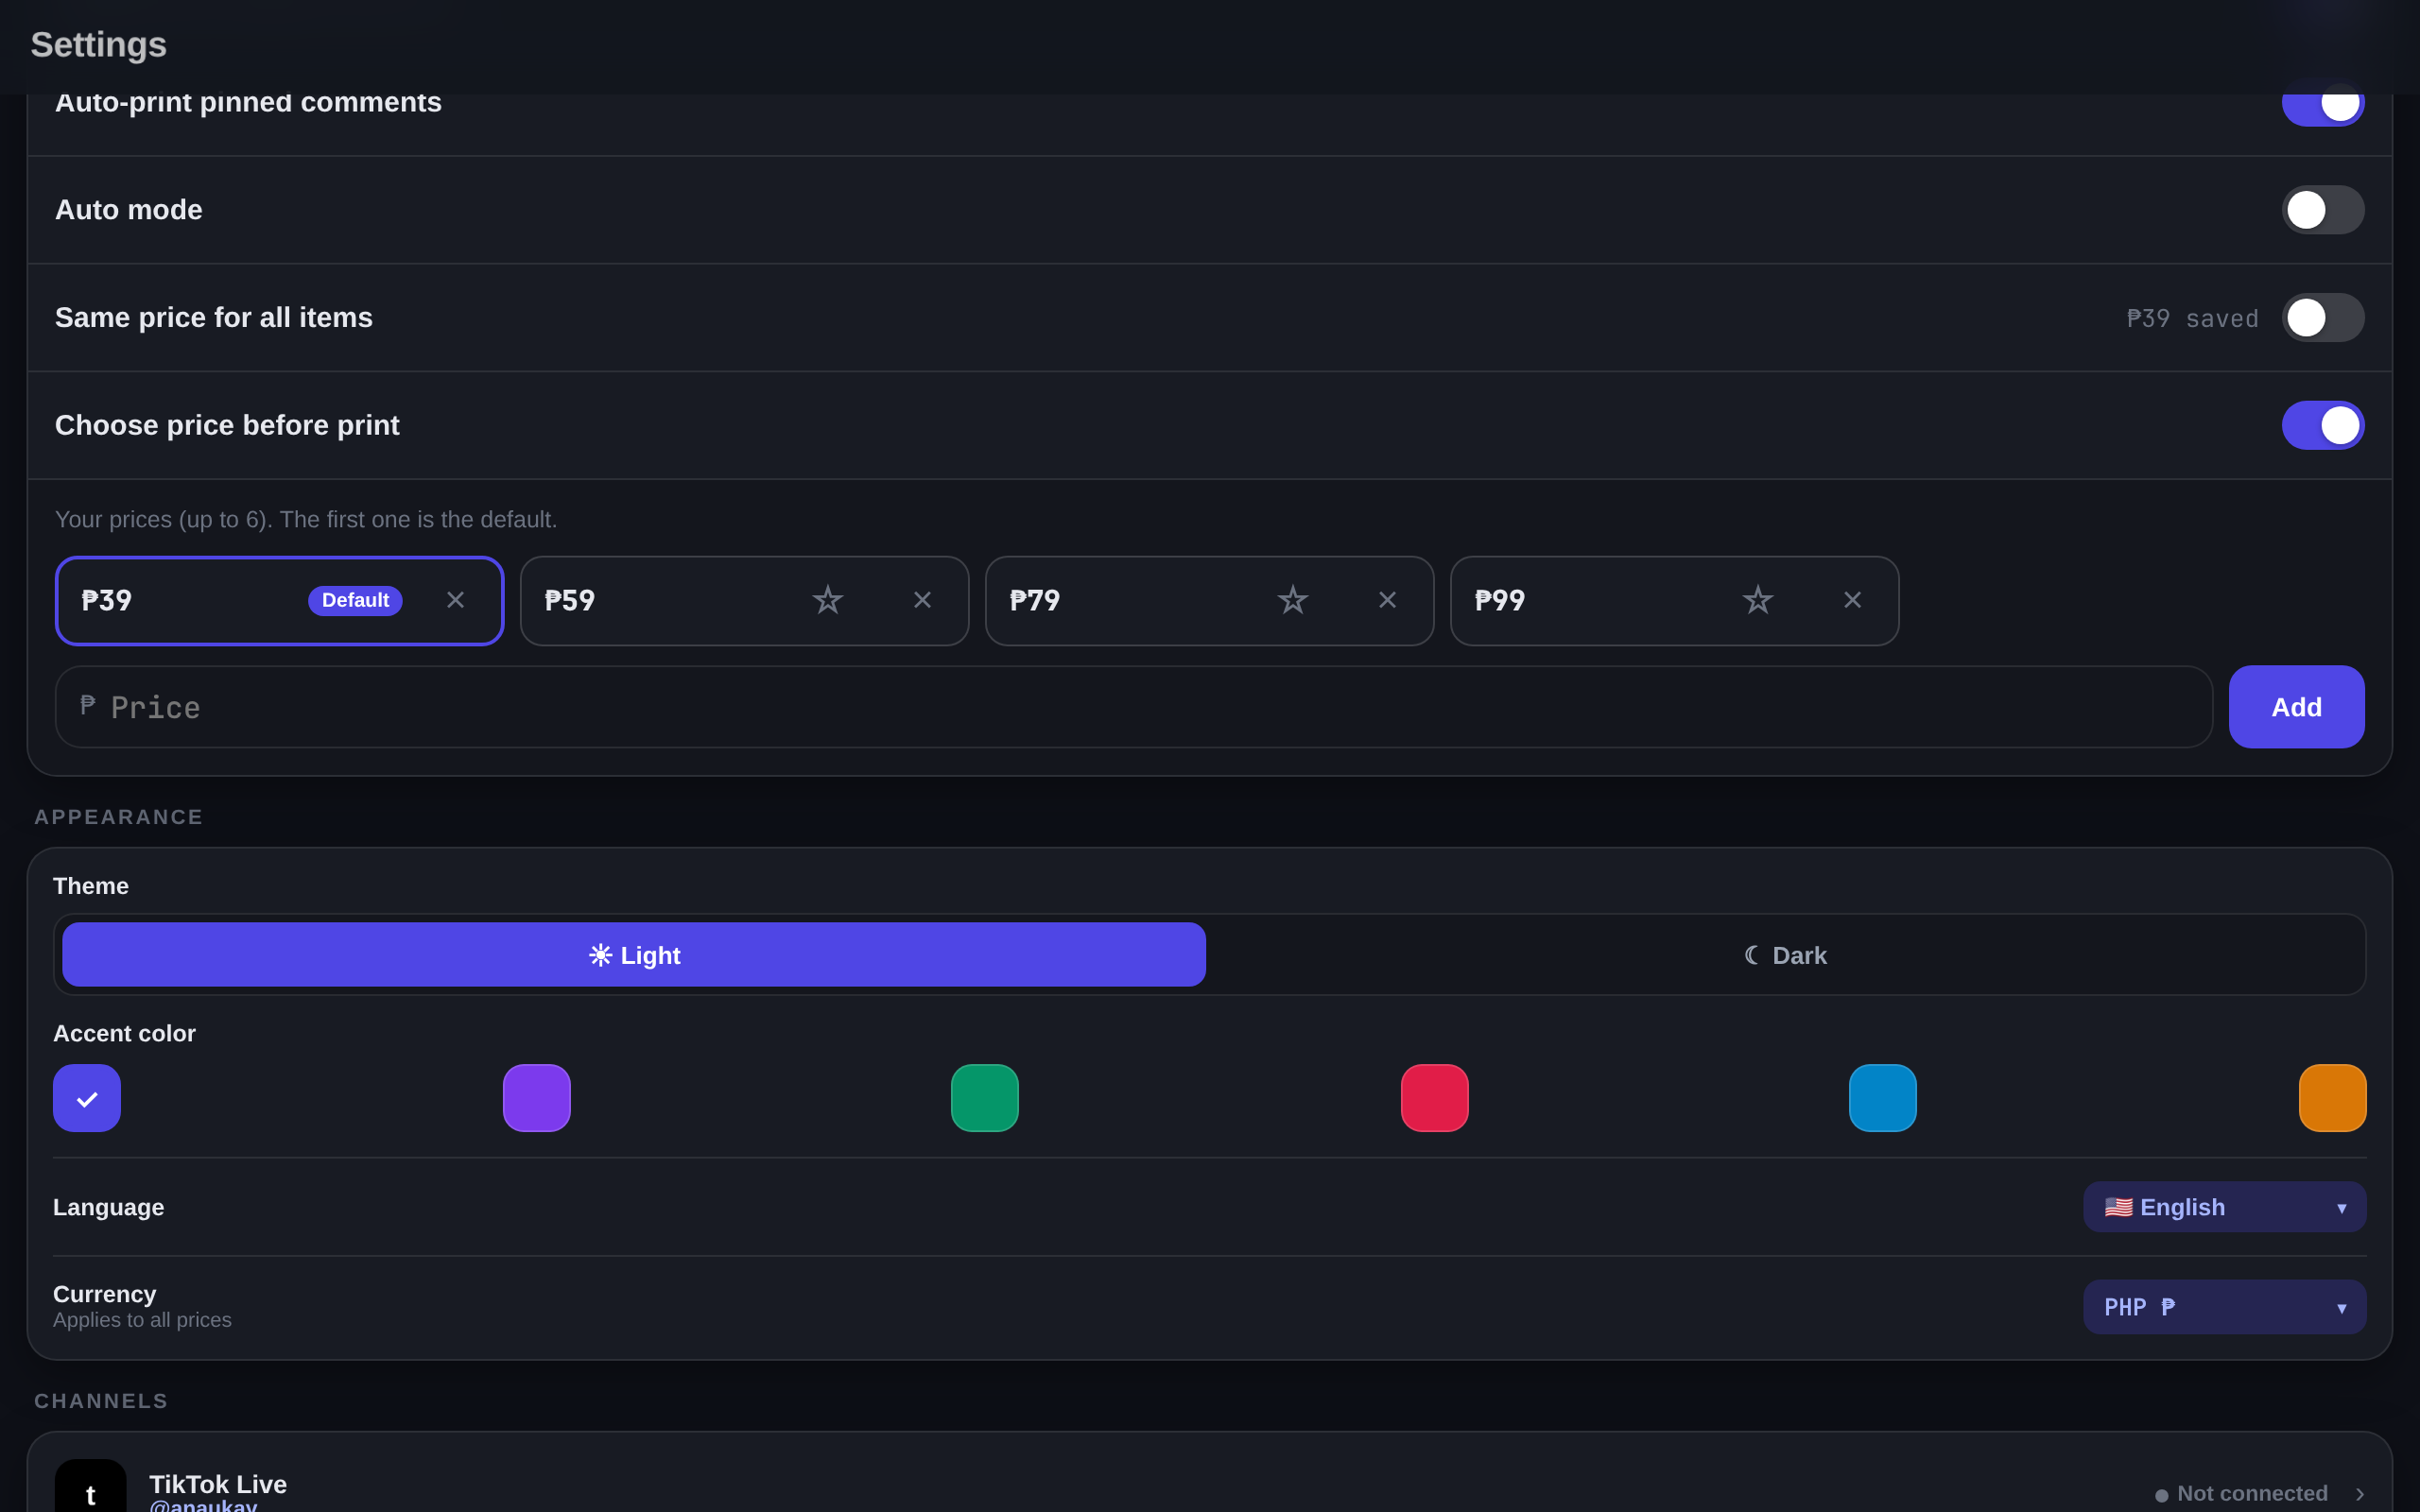 Settings
Auto-print pinned comments
Auto mode
Same price for all items
₱39 saved
Choose price before print
Your prices (up to 6). The first one is the default.
₱39 Default ✕
₱59 ☆ ✕
₱79 ☆ ✕
₱99 ☆ ✕
₱ Price
Add
APPEARANCE
Theme
☀ Light
☾ Dark
Accent color
Language
🇺🇸 English ▾
Currency
Applies to all prices
PHP ₱ ▾
CHANNELS
t
TikTok Live
@anaukay
Not connected ›